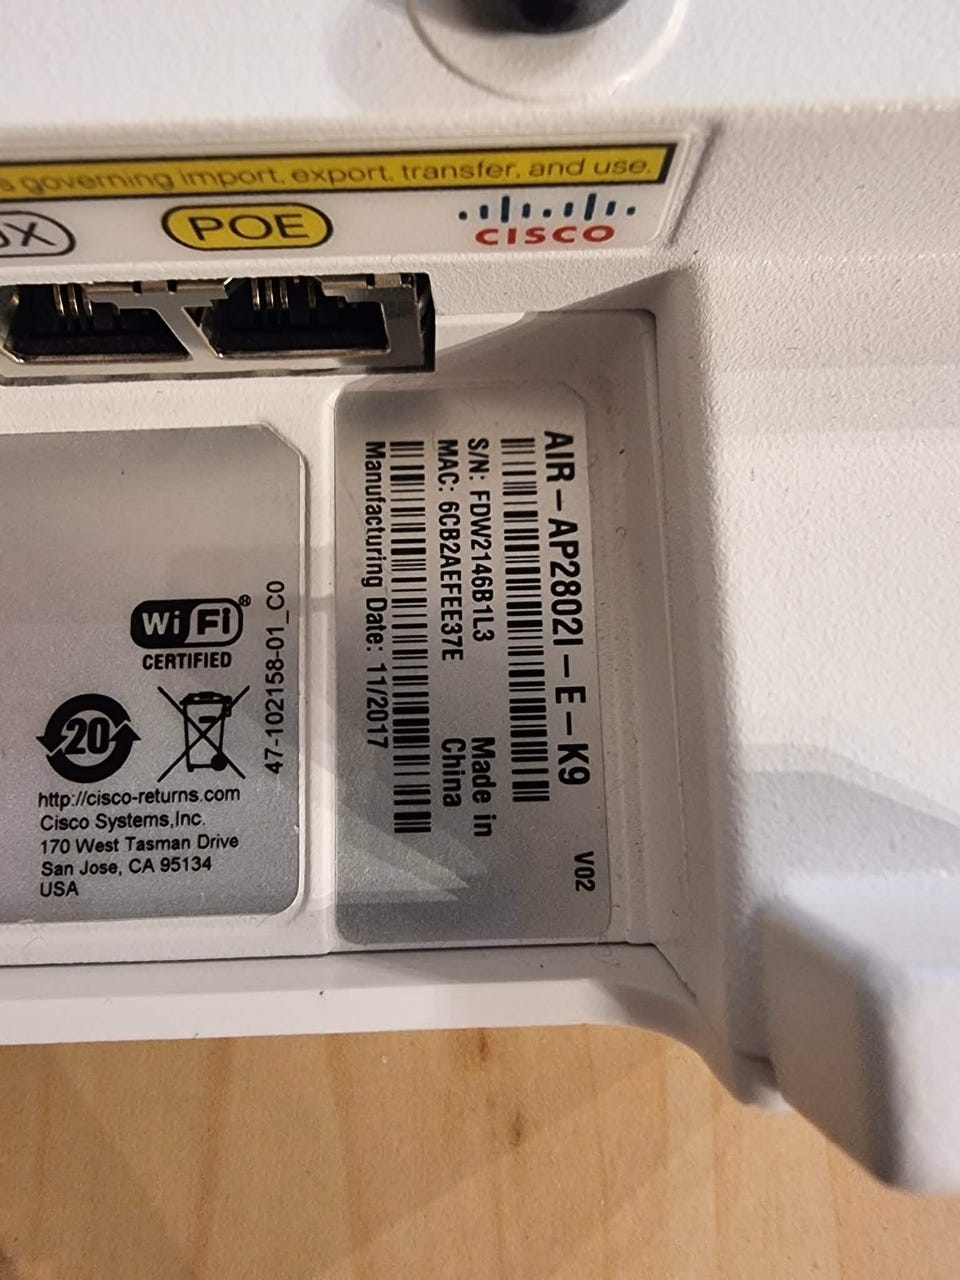 governing import, export, transfer, and use.
POE
CISCO
AIR-AP2802I-E-K9
V02
S/N: FDW2146B1L3
MAC: 6CB2AEFEE37E
Made in
China
Manufacturing Date: 11/2017
47-102158-01_C0
Wi Fi®
CERTIFIED
20
http://cisco-returns.com
Cisco Systems,Inc.
170 West Tasman Drive
San Jose, CA 95134
USA